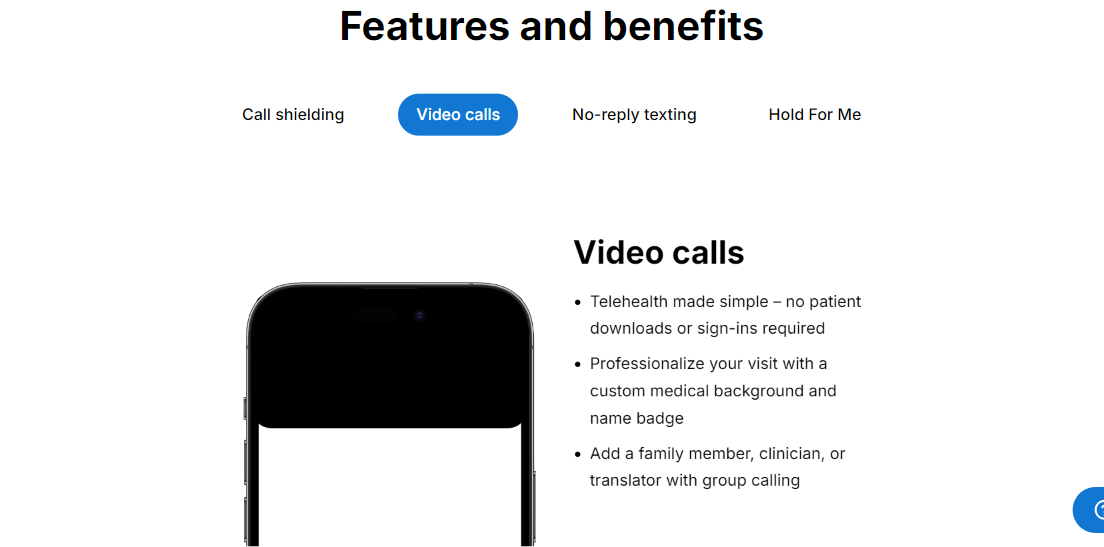 Features and benefits
Call shielding
Video calls
No-reply texting
Hold For Me
Video calls
• Telehealth made simple – no patient
downloads or sign-ins required
• Professionalize your visit with a
custom medical background and
name badge
• Add a family member, clinician, or
translator with group calling